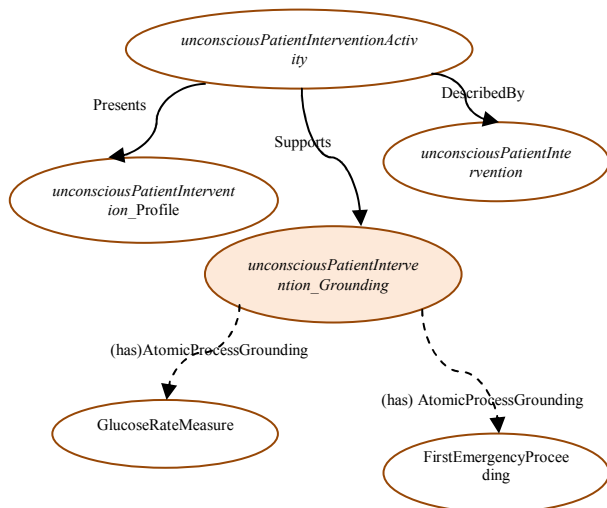 unconsciousPatientInterventionActiv
ity
Presents
DescribedBy
Supports
unconsciousPatientInte
rvention
unconsciousPatientIntervent
ion_Profile
unconsciousPatientInterve
ntion_Grounding
(has)AtomicProcessGrounding
(has) AtomicProcessGrounding
GlucoseRateMeasure
FirstEmergencyProcee
ding